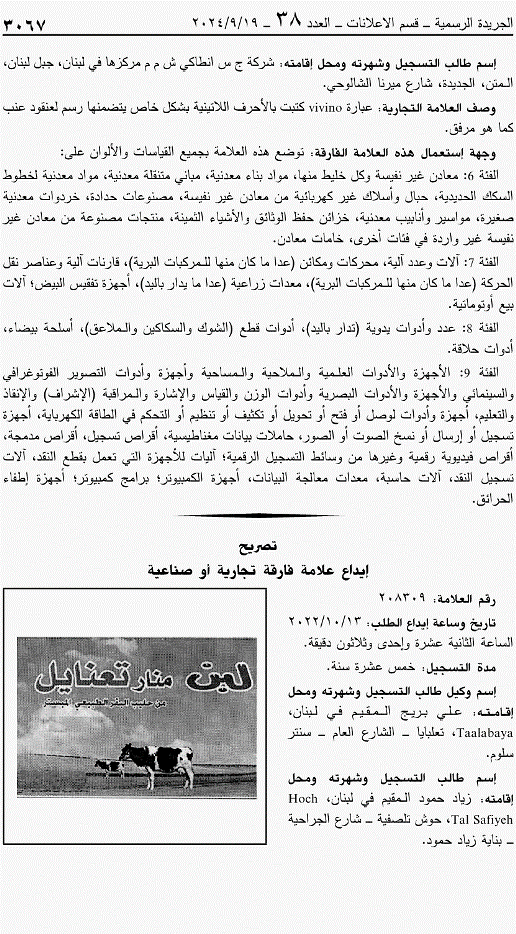 الجريدة الرسمية ــ قسم الاعلانات ــ العدد ٣٨ ــ ٢٠٢٤/٩/١٩ ٣٠٦٧
إسم طالب التسجيل وشهرته ومحل إقامته: شركة ج س انطاكي ش م م مركزها في لبنان، جبل لبنان،
المتن، الجديدة، شارع ميرنا الشالوحي.
وصف العلامة التجارية: عبارة vivino كتبت بالأحرف اللاتينية بشكل خاص يتضمنها رسم لعنقود عنب
كما هو مرفق.
وجهة إستعمال هذه العلامة الفارقة: توضع هذه العلامة بجميع القياسات والألوان على:
الفئة 6: معادن غير نفيسة وكل خليط منها، مواد بناء معدنية، مباني متنقلة معدنية، مواد معدنية لخطوط
السكك الحديدية، حبال وأسلاك غير كهربائية من معادن غير نفيسة، مصنوعات حدادة، خردوات معدنية
صغيرة، مواسير وأنابيب معدنية، خزائن حفظ الوثائق والأشياء الثمينة، منتجات مصنوعة من معادن غير
نفيسة غير واردة في فئات أخرى، خامات معادن.
الفئة 7: آلات وعدد آلية، محركات ومكائن (عدا ما كان منها للمركبات البرية)، قارنات آلية وعناصر نقل
الحركة (عدا ما كان منها للمركبات البرية)، معدات زراعية (عدا ما يدار باليد)، أجهزة تفقيس البيض؛ آلات
بيع أوتوماتية.
الفئة 8: عدد وأدوات يدوية (تدار باليد)، أدوات قطع (الشوك والسكاكين والملاعق)، أسلحة بيضاء،
أدوات حلاقة.
الفئة 9: الأجهزة والأدوات العلمية والملاحية والمساحية وأجهزة وأدوات التصوير الفوتوغرافي
والسينمائي والأجهزة والأدوات البصرية وأدوات الوزن والقياس والإشارة والمراقبة (الإشراف) والإنقاذ
والتعليم، أجهزة وأدوات لوصل أو فتح أو تحويل أو تكثيف أو تنظيم أو التحكم في الطاقة الكهربائية، أجهزة
تسجيل أو إرسال أو نسخ الصوت أو الصور، حاملات بيانات مغناطيسية، أقراص تسجيل، أقراص مدمجة،
أقراص فيديوية رقمية وغيرها من وسائط التسجيل الرقمية؛ آليات للأجهزة التي تعمل بقطع النقد، آلات
تسجيل النقد، آلات حاسبة، معدات معالجة البيانات، أجهزة الكمبيوتر؛ برامج كمبيوتر؛ أجهزة إطفاء
الحرائق.
تصريح
إيداع علامة فارقة تجارية أو صناعية
رقم العلامة: ٢٠٨٣٠٩
تاريخ وساعة إيداع الطلب: ٢٠٢٢/١٠/١٣
الساعة الثانية عشرة وإحدى وثلاثون دقيقة.
مدة التسجيل: خمس عشرة سنة.
إسم وكيل طالب التسجيل وشهرته ومحل
إقامته: علي بريج المقيم في لبنان،
Taalabaya، تعلبايا ــ الشارع العام ــ سنتر
سلوم.
إسم طالب التسجيل وشهرته ومحل
إقامته: زياد حمود المقيم في لبنان، Hoch
Tal Safiyeh، حوش تلصفية ــ شارع الجراحية
ــ بناية زياد حمود.
لبن منار تعنايل
من حليب البقر الطبيعي المبستر